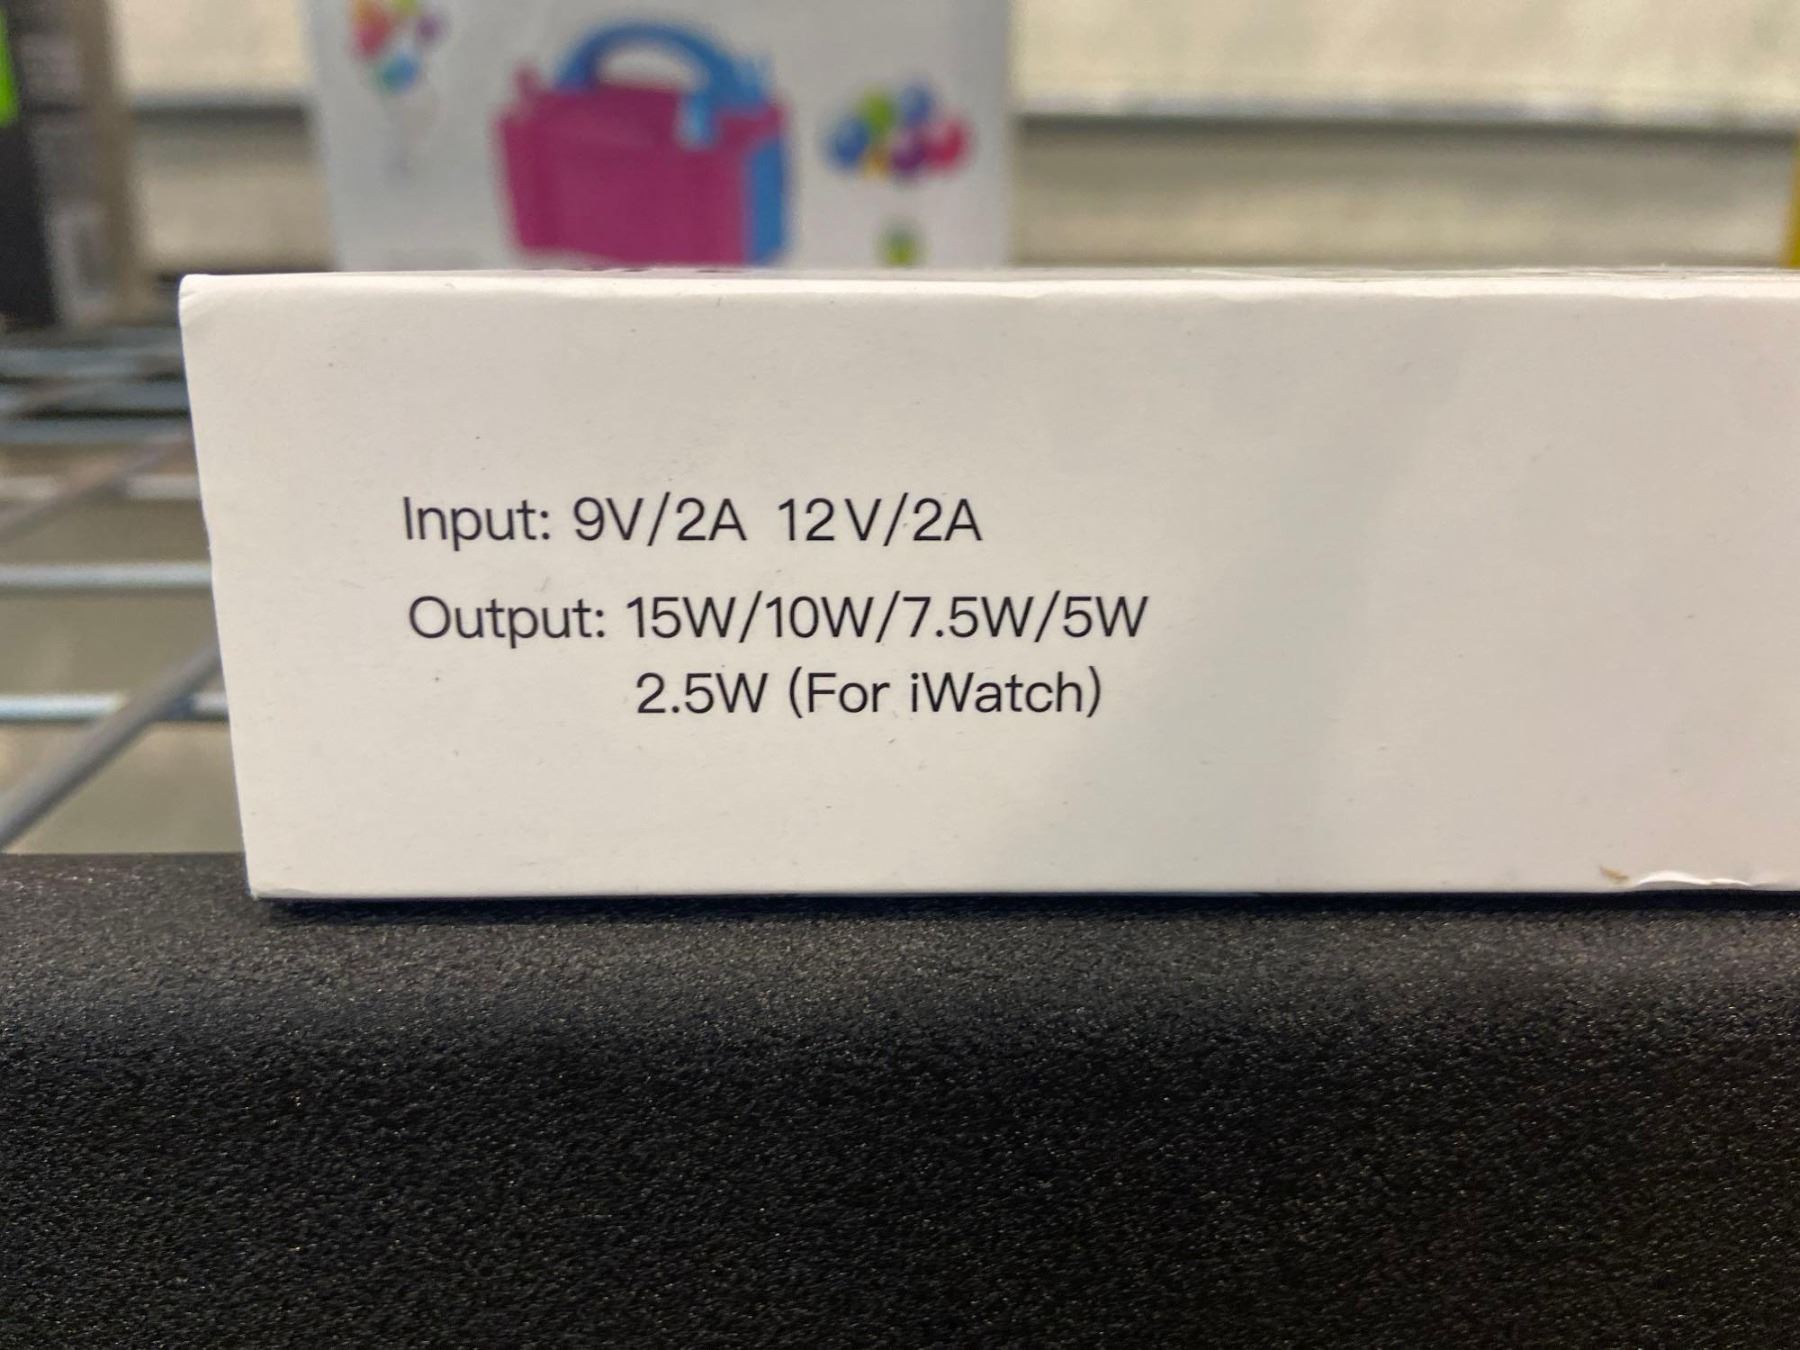 Input: 9V/2A 12V/2A
Output: 15W/10W/7.5W/5W
2.5W (For iWatch)